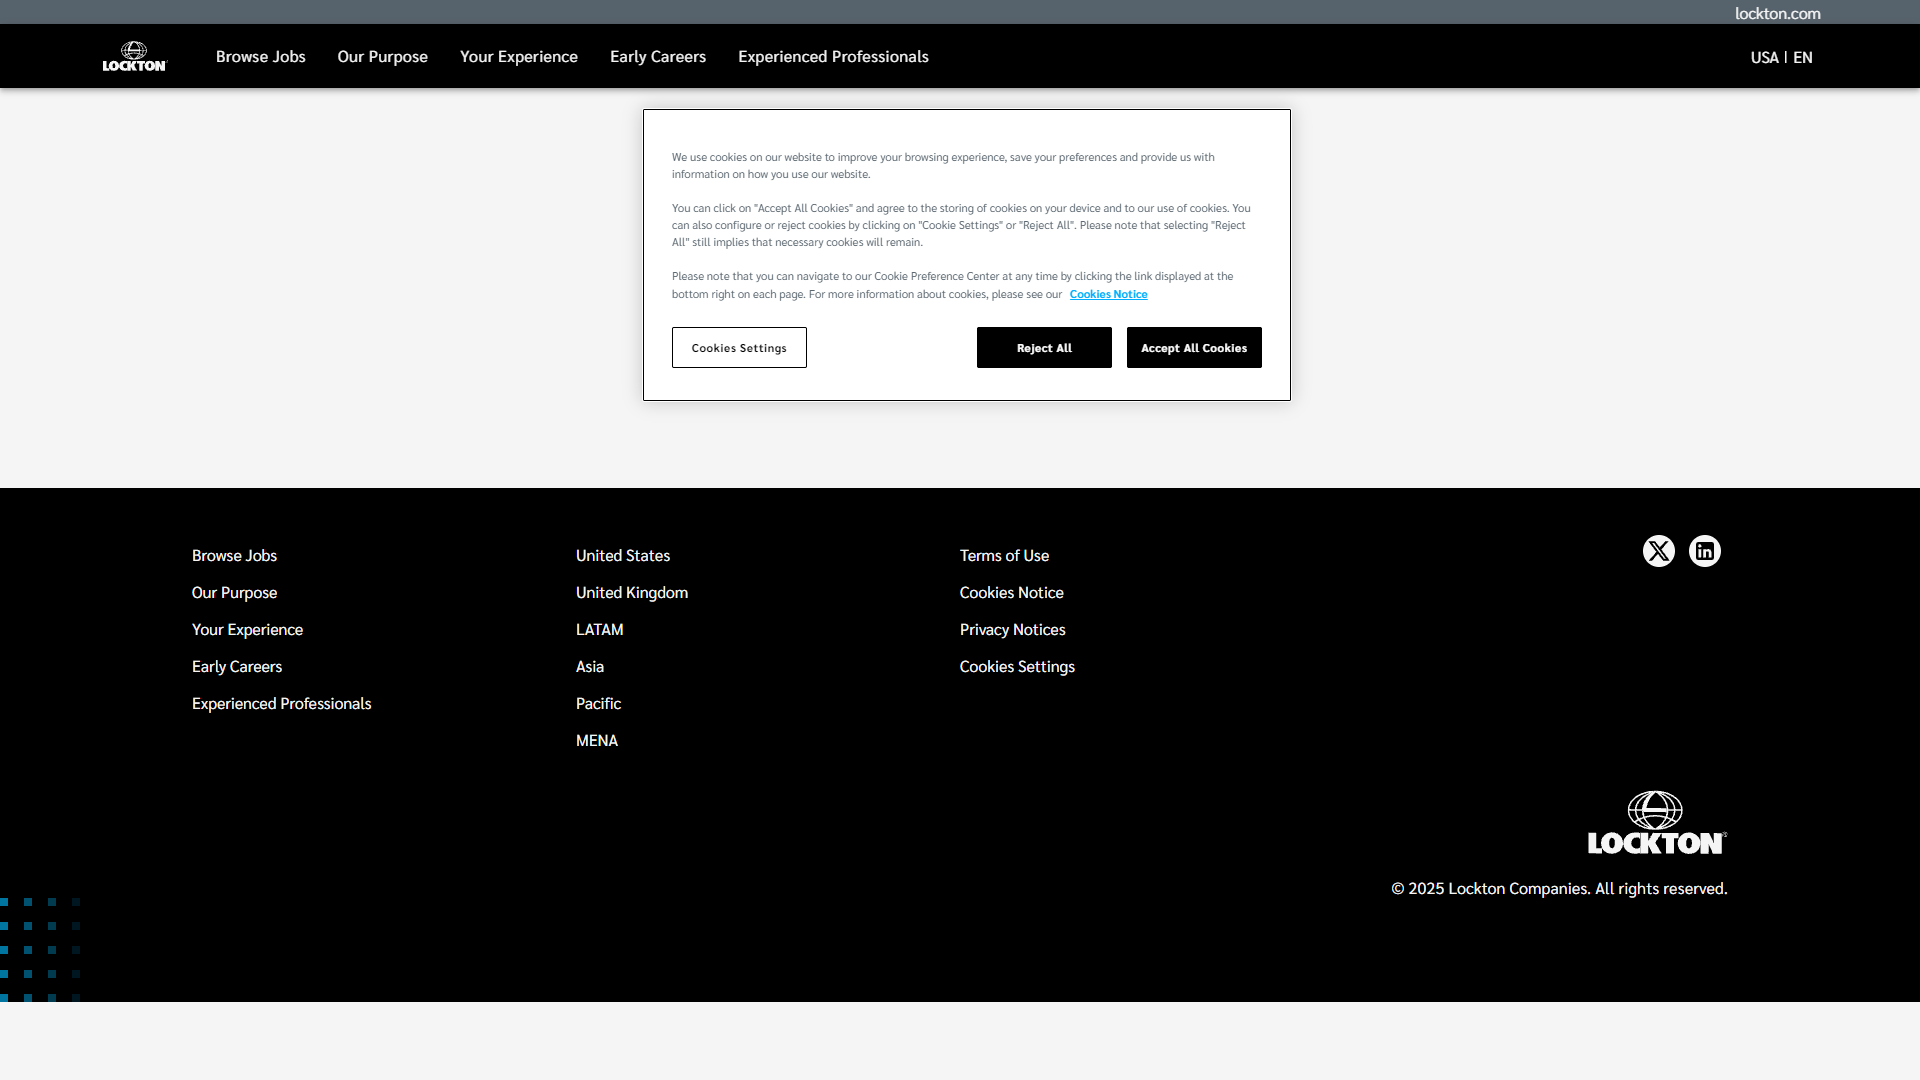 lockton.com
LOCKTON
Browse Jobs
Our Purpose
Your Experience
Early Careers
Experienced Professionals
USA | EN
We use cookies on our website to improve your browsing experience, save your preferences and provide us with
information on how you use our website.
You can click on "Accept All Cookies" and agree to the storing of cookies on your device and to our use of cookies. You
can also configure or reject cookies by clicking on "Cookie Settings" or "Reject All". Please note that selecting "Reject
All" still implies that necessary cookies will remain.
Please note that you can navigate to our Cookie Preference Center at any time by clicking the link displayed at the
bottom right on each page. For more information about cookies, please see our Cookies Notice
Cookies Settings
Reject All
Accept All Cookies
Browse Jobs
Our Purpose
Your Experience
Early Careers
Experienced Professionals
United States
United Kingdom
LATAM
Asia
Pacific
MENA
Terms of Use
Cookies Notice
Privacy Notices
Cookies Settings
LOCKTON®
© 2025 Lockton Companies. All rights reserved.